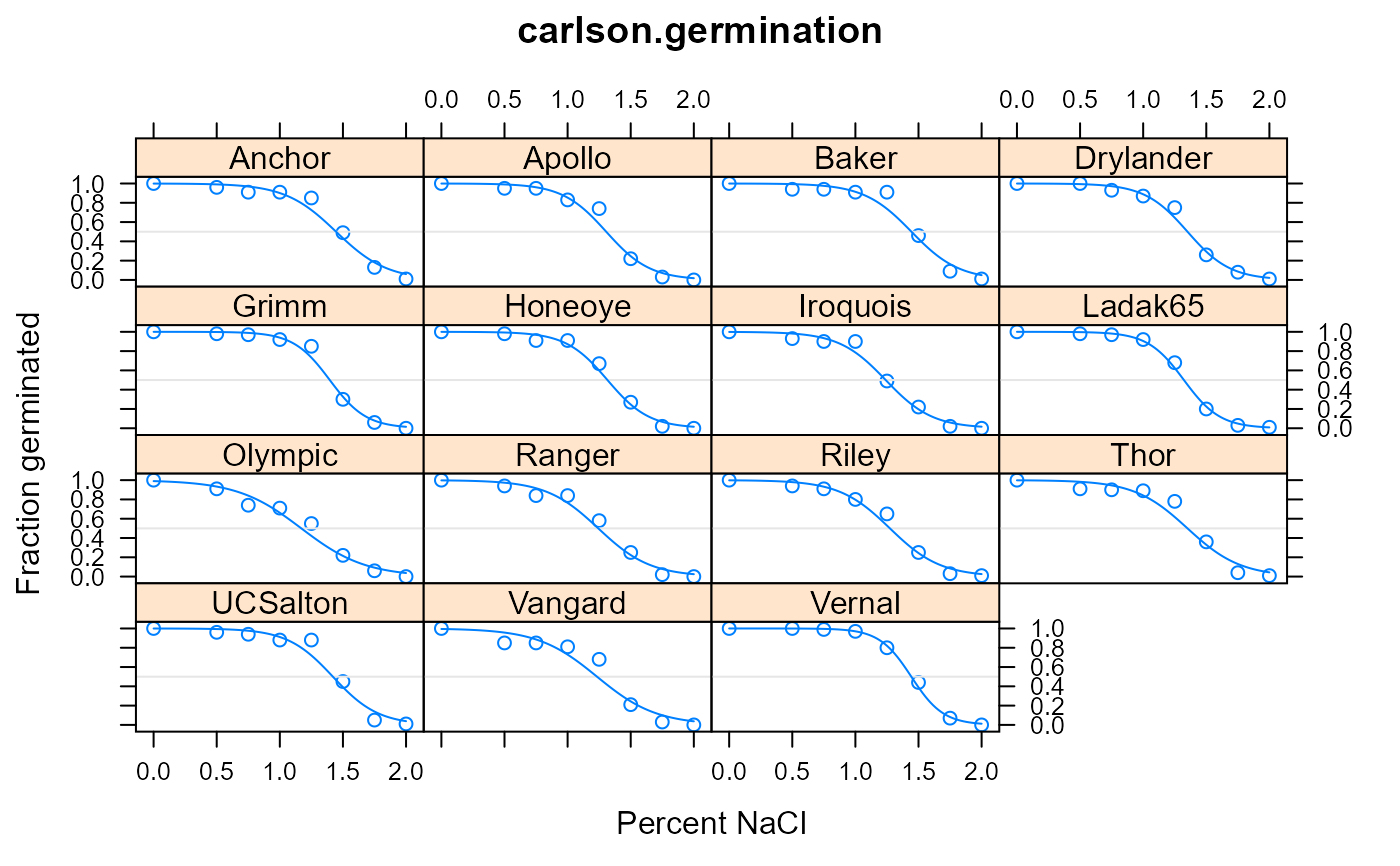 carlson.germination
0.0 0.5 1.0 1.5 2.0 0.0 0.5 1.0 1.5 2.0
Anchor Apollo Baker Drylander
1.0
0.8
0.6
0.4
0.2
0.0
Grimm Honeoye Iroquois Ladak65
1.0
0.8
0.6
0.4
0.2
0.0
Olympic Ranger Riley Thor
1.0
0.8
0.6
0.4
0.2
0.0
UCSalton Vangard Vernal
1.0
0.8
0.6
0.4
0.2
0.0
0.0 0.5 1.0 1.5 2.0 0.0 0.5 1.0 1.5 2.0
Fraction germinated
Percent NaCl